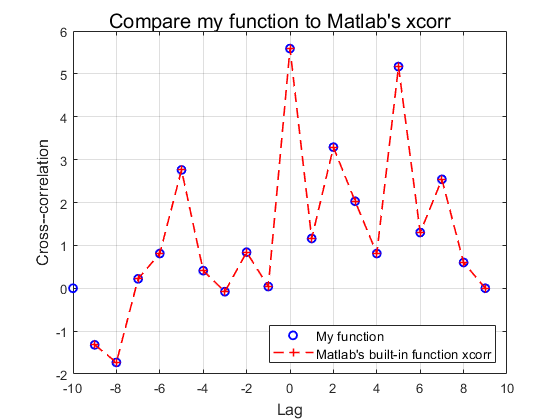 Compare my function to Matlab's xcorr
6
5
4
3
2
1
0
-1
-2
Cross--correlation
-10 -8 -6 -4 -2 0 2 4 6 8 10
Lag
My function
Matlab's built-in function xcorr